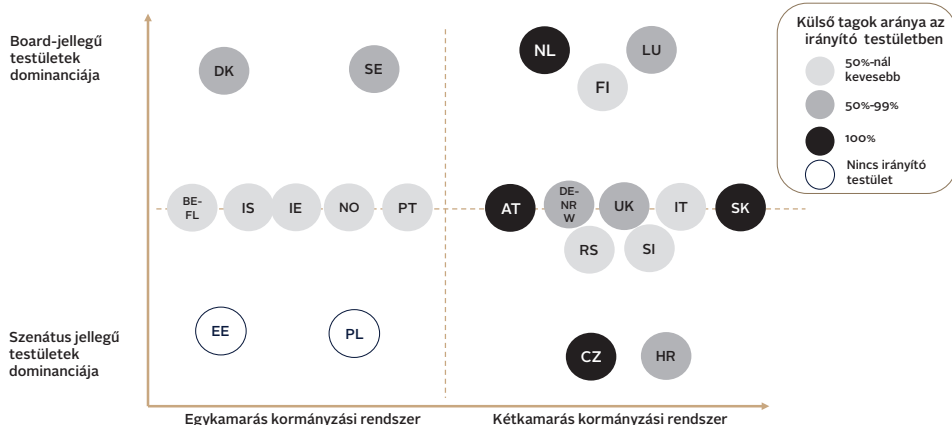 Board-jellegű
testületek
dominanciája
Szenátus jellegű
testületek
dominanciája
DK
SE
NL
LU
FI
BE-
FL
IS
IE
NO
PT
AT
DE-
NR
W
UK
IT
SK
RS
SI
EE
PL
CZ
HR
Egykamarás kormányzási rendszer
Kétkamarás kormányzási rendszer
Külső tagok aránya az
irányító testületben
50%-nál
kevesebb
50%-99%
100%
Nincs irányító
testület